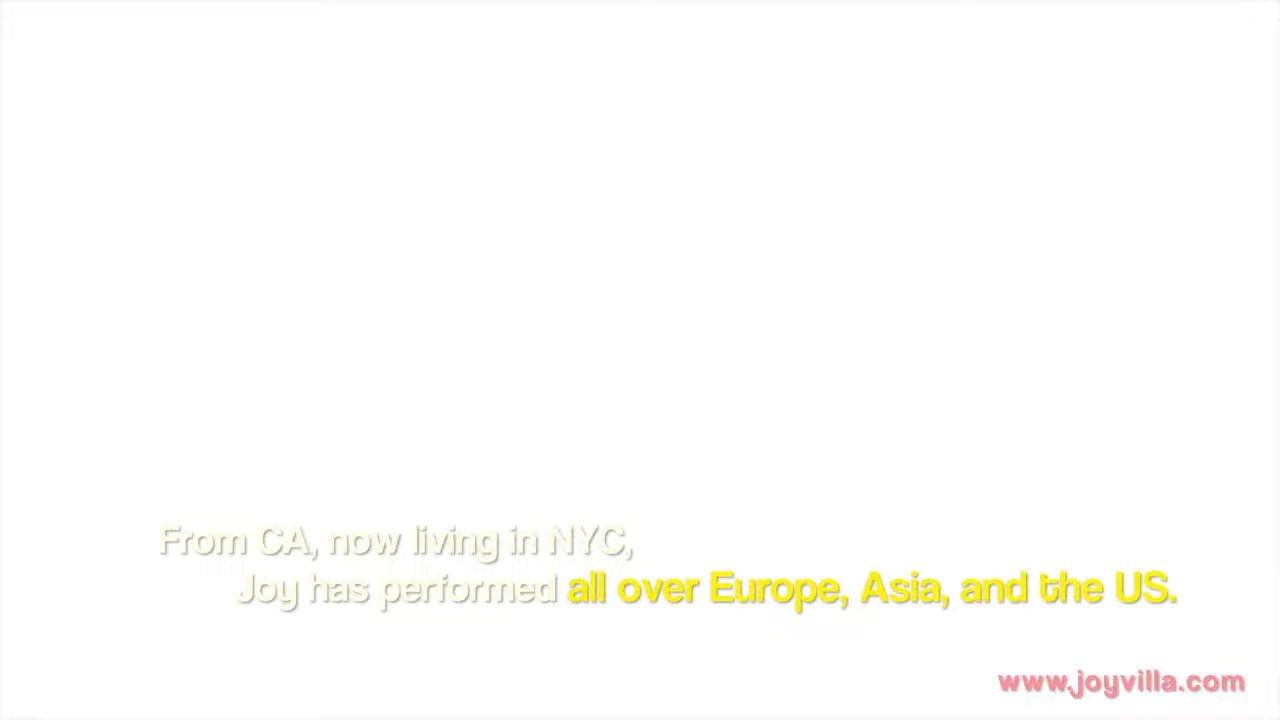 From CA, now living in NYC,
Joy has performed all over Europe, Asia, and the US.
www.joyvilla.com